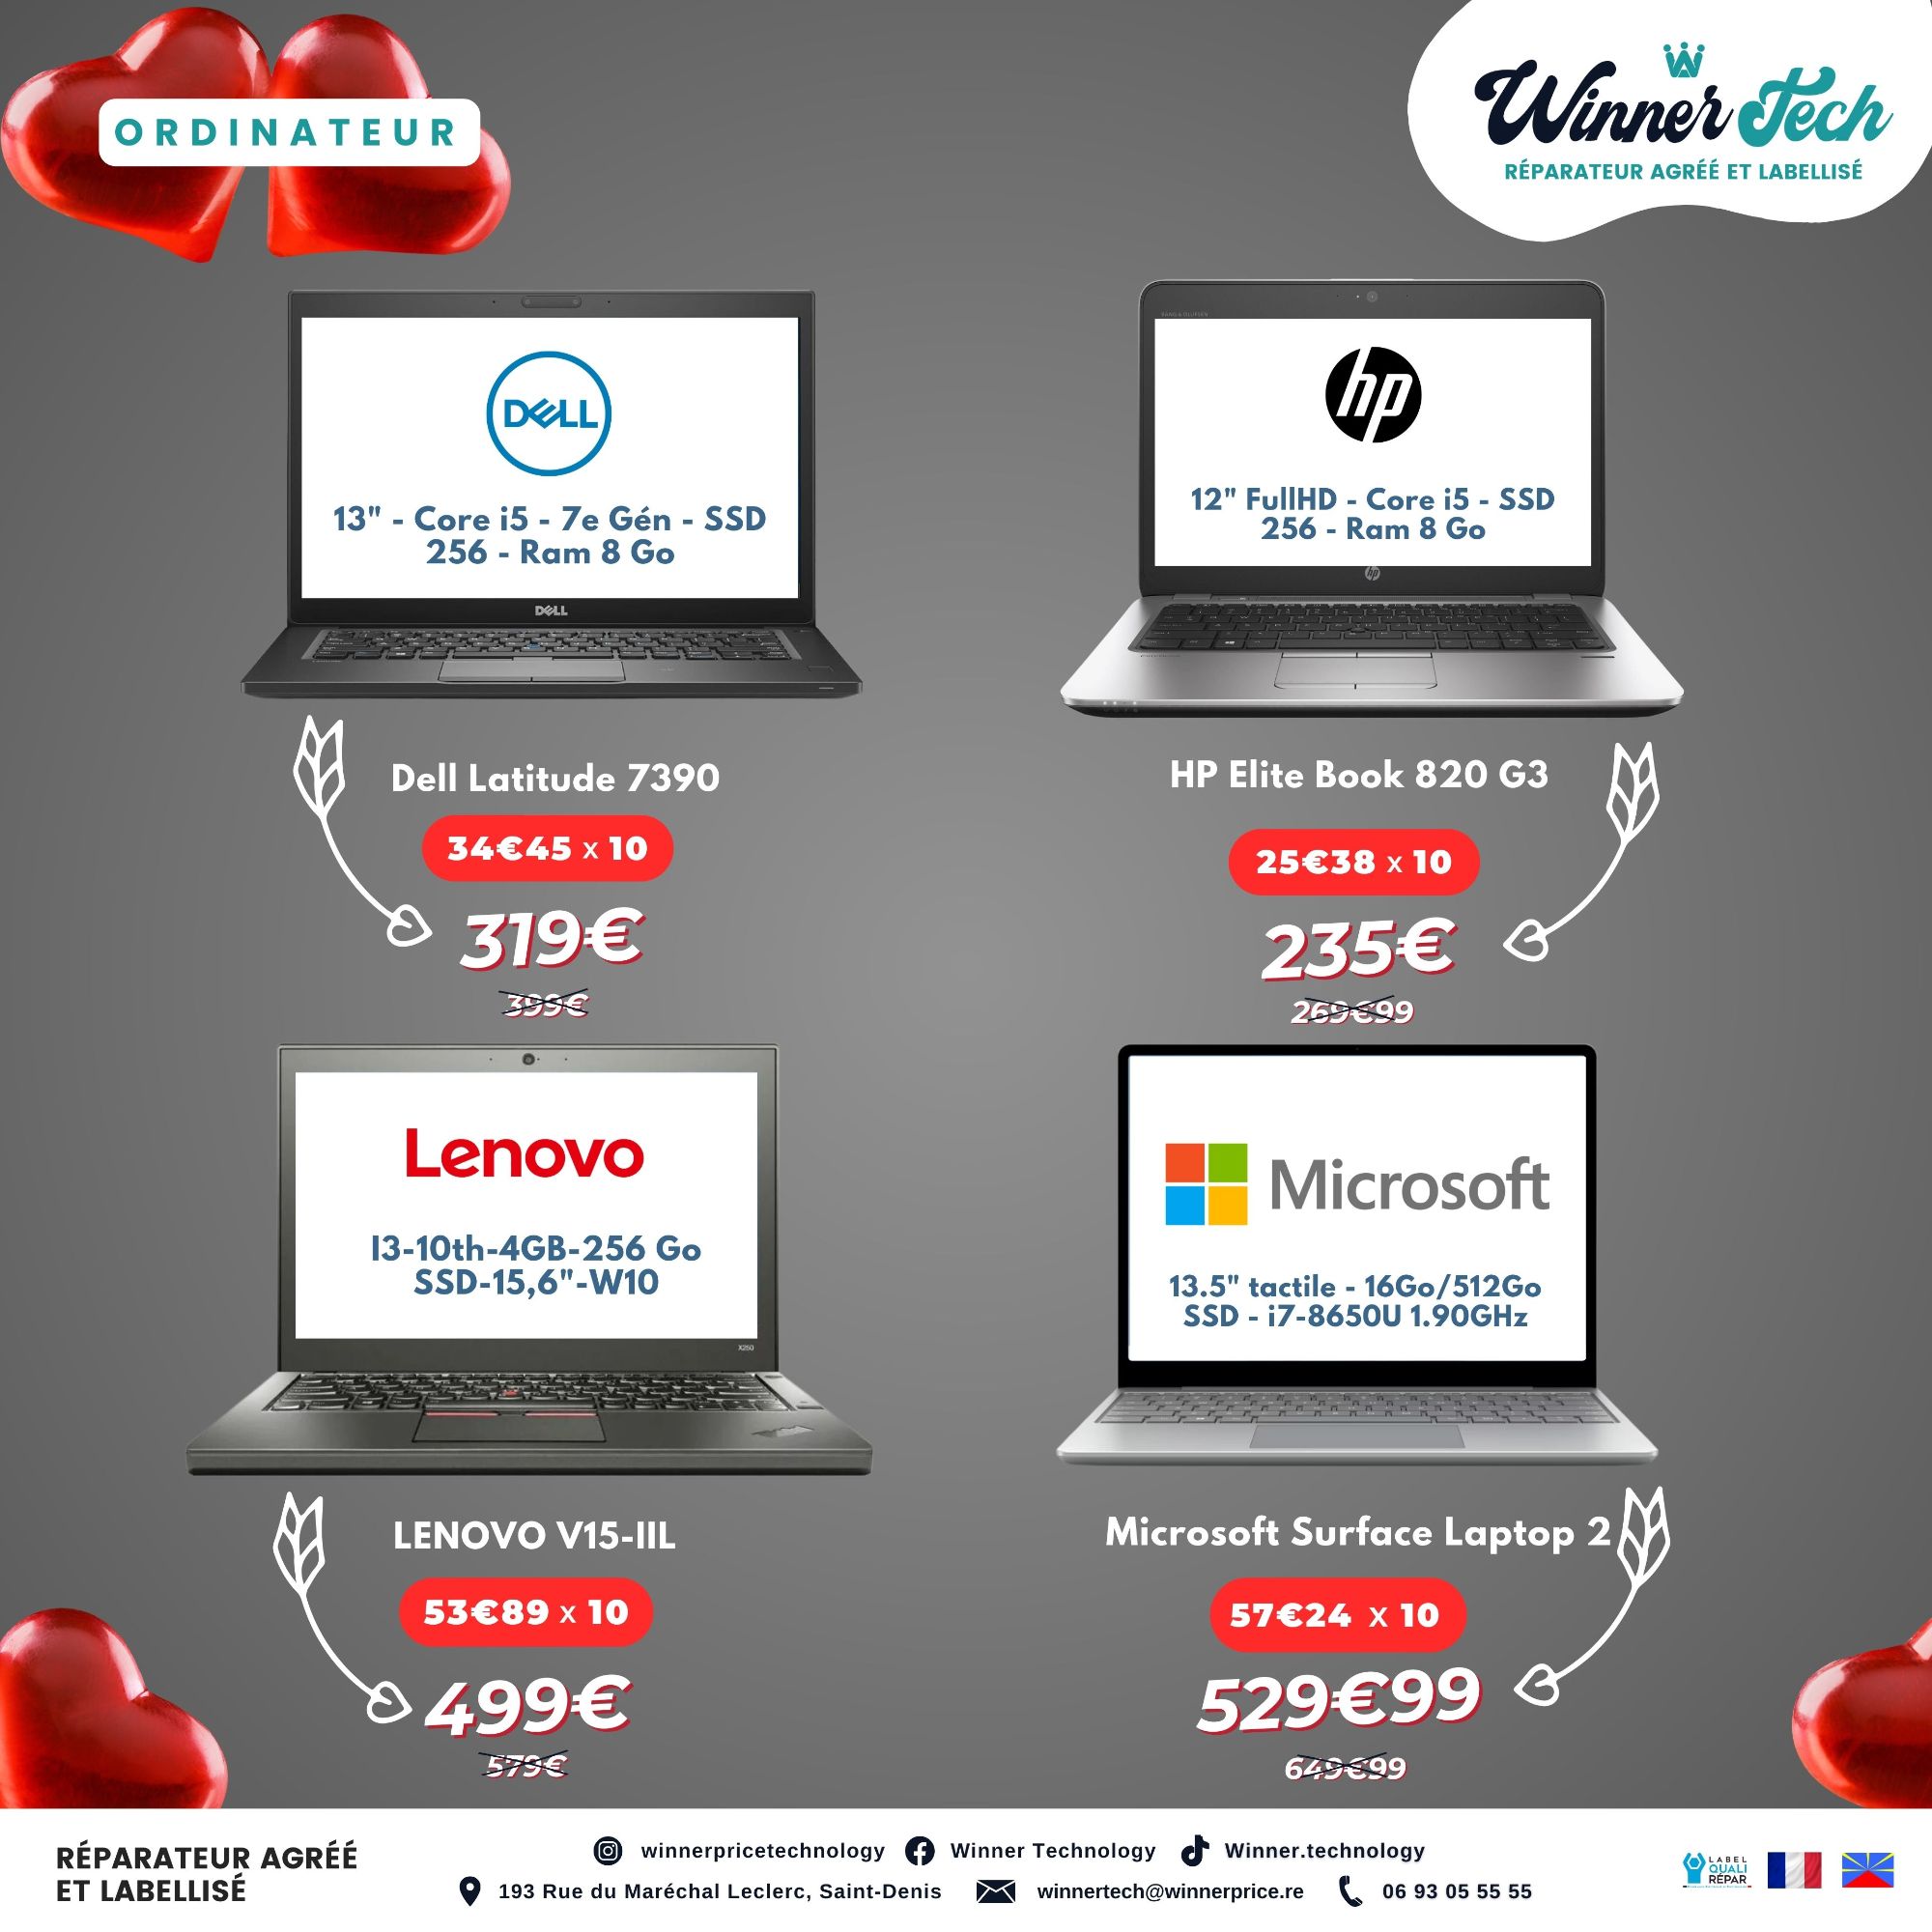 ORDINATEUR
Winner Tech
RÉPARATEUR AGRÉÉ ET LABELLISÉ
DELL
13" - Core i5 - 7e Gén - SSD
256 - Ram 8 Go
DELL
Dell Latitude 7390
34€45 x 10
319€
399€
hp
12" FullHD - Core i5 - SSD
256 - Ram 8 Go
hp
HP Elite Book 820 G3
25€38 x 10
235€
269€99
Lenovo
I3-10th-4GB-256 Go
SSD-15,6"-W10
X250
LENOVO V15-IIL
53€89 x 10
499€
579€
Microsoft
13.5" tactile - 16Go/512Go
SSD - i7-8650U 1.90GHz
Microsoft Surface Laptop 2
57€24 x 10
529€99
649€99
RÉPARATEUR AGRÉÉ
ET LABELLISÉ
winnerpricetechnology Winner Technology Winner.technology
193 Rue du Maréchal Leclerc, Saint-Denis winnertech@winnerprice.re 06 93 05 55 55
LABEL
QUALI
RÉPAR